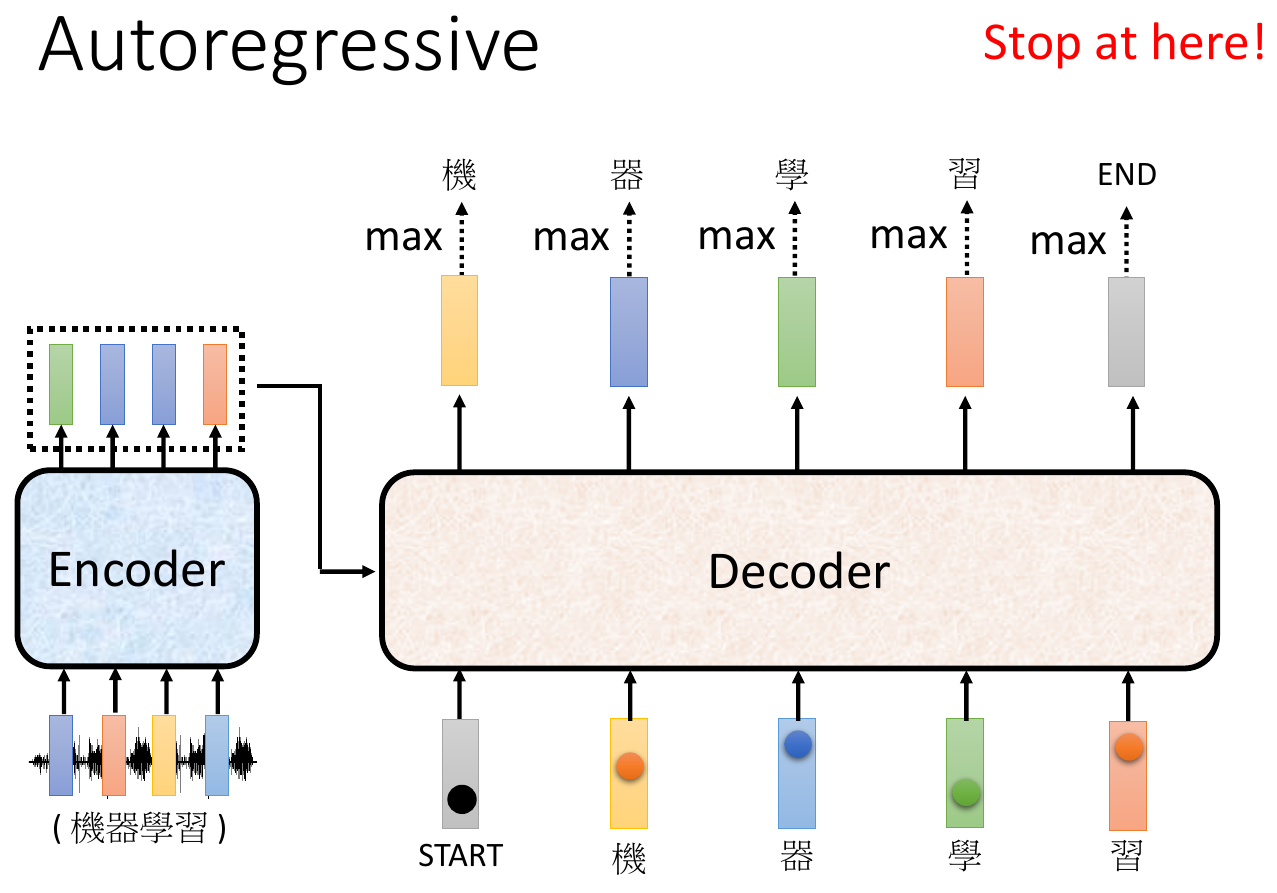 Autoregressive
Stop at here!
機 器 學 習 END
max max max max max
Encoder
Decoder
( 機器學習 )
START 機 器 學 習